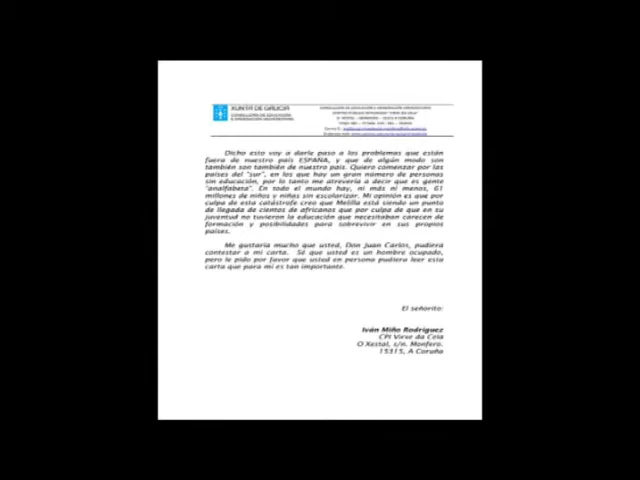 XUNTA DE GALICIA
CONSELLERÍA DE EDUCACIÓN
E ORDENACIÓN UNIVERSITARIA
Dicho esto voy a darle paso a los problemas que están
fuera de nuestro país ESPAÑA, y que de algún modo son
también son también de nuestro país. Quiero comenzar por las
países del "sur", en los que hay un gran número de personas
sin educación, por lo tanto me atrevería a decir que es gente
"analfabeta". En todo el mundo hay, ni más ni menos, 61
millones de niños y niñas sin escolarizar. Mi opinión es que por
culpa de esta catástrofe creo que Melilla está siendo un punto
de llegada de cientos de africanos que por culpa de que en su
juventud no tuvieron la educación que necesitaban carecen de
formación y posibilidades para sobrevivir en sus propios
países.
Me gustaría mucho que usted, Don Juan Carlos, pudiera
contestar a mi carta. Sé que usted es un hombre ocupado,
pero le pido por favor que usted en persona pudiera leer esta
carta que para mí es tan importante.
El señorito:
Iván Miño Rodríguez
CPI Virxe da Cela
O Xestal, s/n. Monfero.
15315, A Coruña